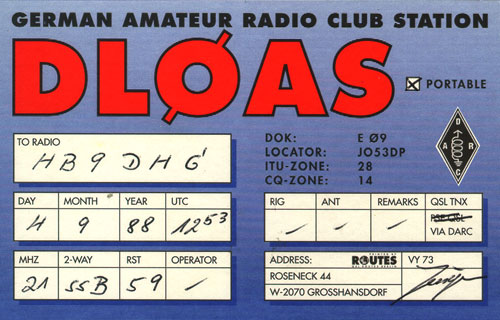 GERMAN AMATEUR RADIO CLUB STATION
DLØAS
PORTABLE
TO RADIO
HB9DHG
DOK: E Ø9
LOCATOR: JO53DP
ITU-ZONE: 28
CQ-ZONE: 14
D A R C
DAY MONTH YEAR UTC
4 9 88 12 53
RIG ANT REMARKS QSL TNX
– – – PSE QSL
VIA DARC
MHZ 2-WAY RST OPERATOR
21 SSB 59 –
ADDRESS: ROUTES VY 73
ROSENECK 44
W-2070 GROSSHANSDORF